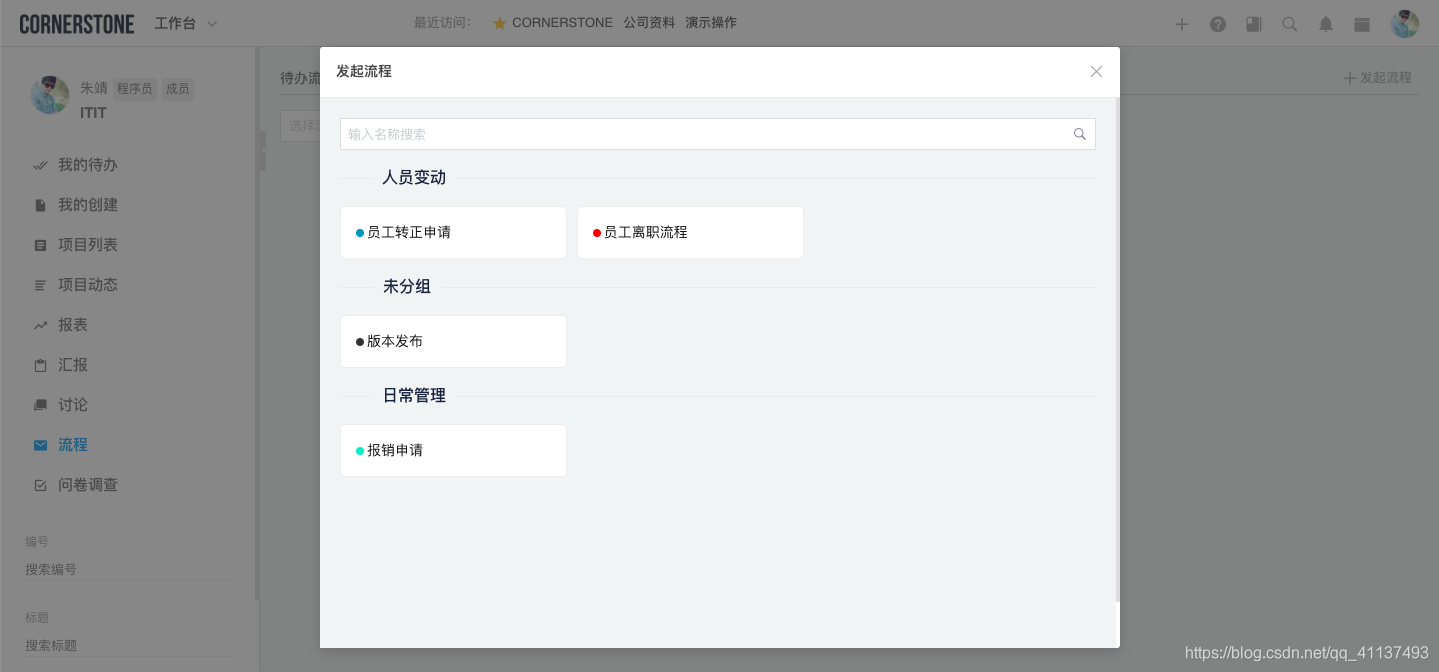 CORNERSTONE 工作台 最近访问： CORNERSTONE 公司资料 演示操作
朱靖 程序员 成员
ITIT
我的待办
我的创建
项目列表
项目动态
报表
汇报
讨论
流程
问卷调查
编号
搜索编号
标题
搜索标题
待办流
发起流程
选择
发起流程
输入名称搜索
人员变动
员工转正申请 员工离职流程
未分组
版本发布
日常管理
报销申请
https://blog.csdn.net/qq_41137493